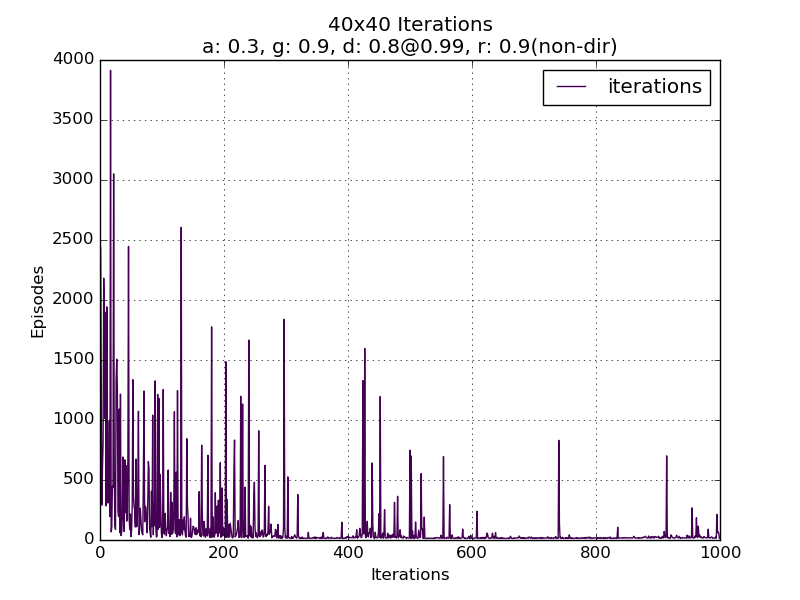 40x40 Iterations
a: 0.3, g: 0.9, d: 0.8@0.99, r: 0.9(non-dir)
iterations
4000
3500
3000
2500
2000
1500
1000
500
0
Episodes
0 200 400 600 800 1000
Iterations